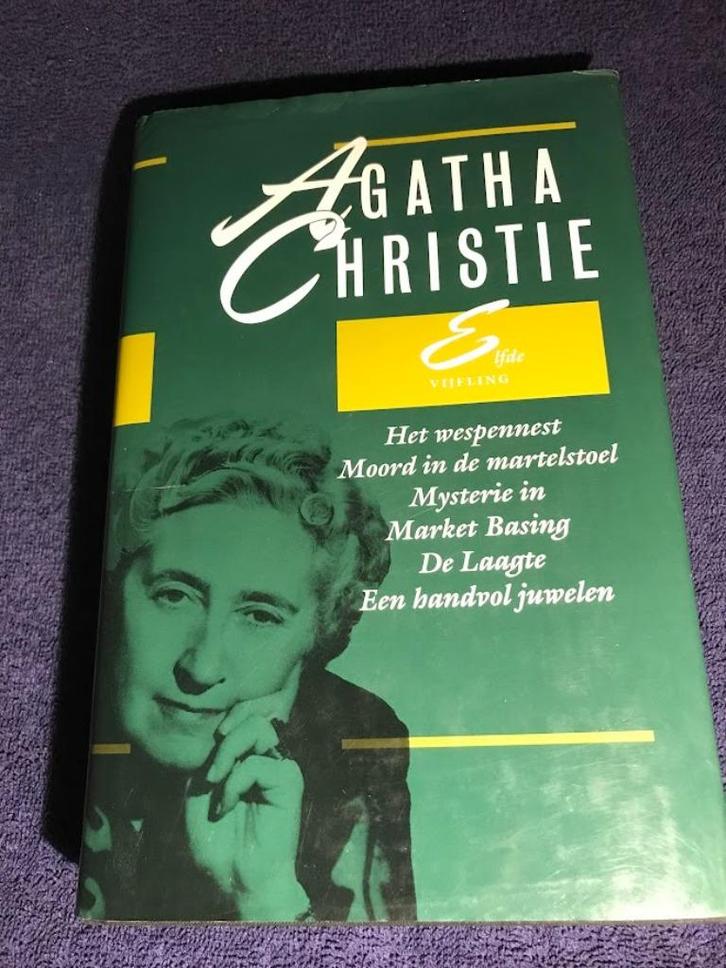 AGATHA
CHRISTIE
Elfde
VIJFLING
Het wespennest
Moord in de martelstoel
Mysterie in
Market Basing
De Laagte
Een handvol juwelen